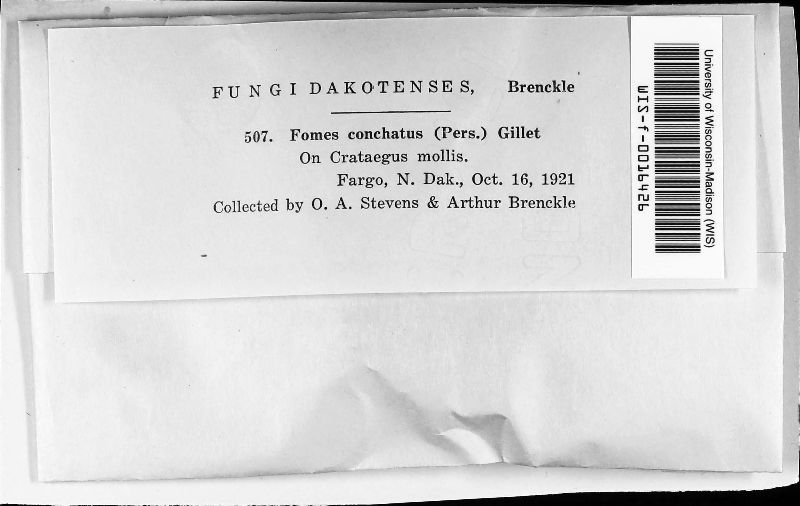 FUNGI DAKOTENSES, Brenckle
507. Fomes conchatus (Pers.) Gillet
On Crataegus mollis.
Fargo, N. Dak., Oct. 16, 1921
Collected by O. A. Stevens & Arthur Brenckle
University of Wisconsin-Madison (WIS)
WIS-f-0016429